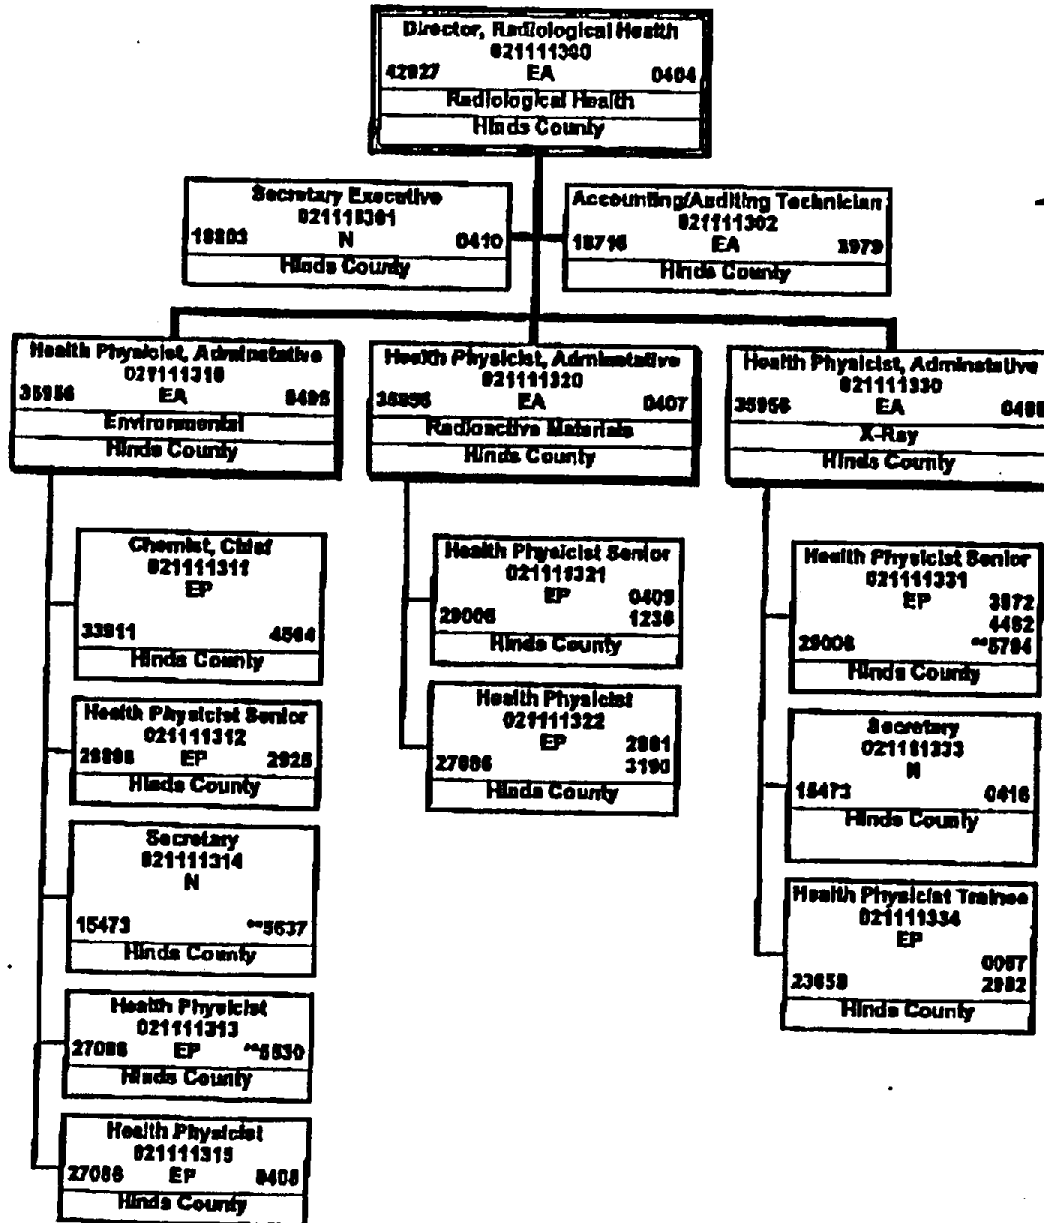 Director, Radiological Health
021111300
42927 EA 0404
Radiological Health
Hinds County
Secretary Executive
N 0410
Hinds County
Accounting/Auditing Technician
021111302
18716 EA 3979
Hinds County
Health Physicist, Adminstative
021111310
35956 EA
Environmental
Hinds County
Health Physicist, Adminstative
021111320
EA 0407
Radioactive Materials
Hinds County
Health Physicist, Adminstative
021111330
35956 EA
X-Ray
Hinds County
Chemist, Chief
021111311
EP
33911 4564
Hinds County
Health Physicist Senior
021111312
EP 2925
Hinds County
Secretary
021111314
N
15473 **5637
Hinds County
Health Physicist
021111313
27086 EP **5530
Hinds County
Health Physicist
021111315
27086 EP
Hinds County
Health Physicist Senior
021111321
EP 0409
29006 1236
Hinds County
Health Physicist
021111322
EP
27086 3190
Hinds County
Health Physicist Senior
021111331
EP 3972
4482
29006 **5794
Hinds County
Secretary
N
15473 0416
Hinds County
Health Physicist Trainee
021111334
EP
23658
Hinds County